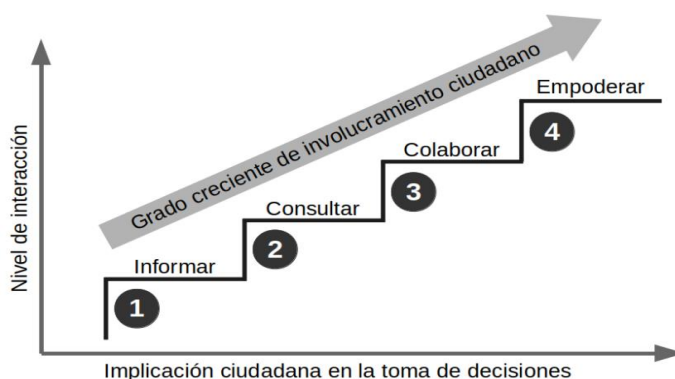 Empoderar
4
Grado creciente de involucramiento ciudadano
Colaborar
3
Consultar
2
Informar
1
Nivel de interacción
Implicación ciudadana en la toma de decisiones